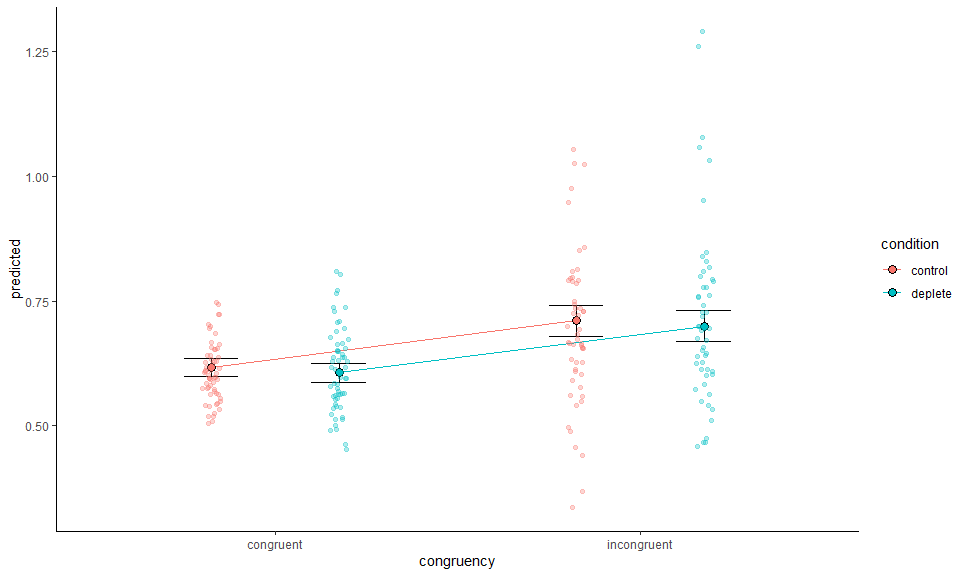 1.25
1.00
0.75
0.50
predicted
congruent
incongruent
congruency
condition
control
deplete